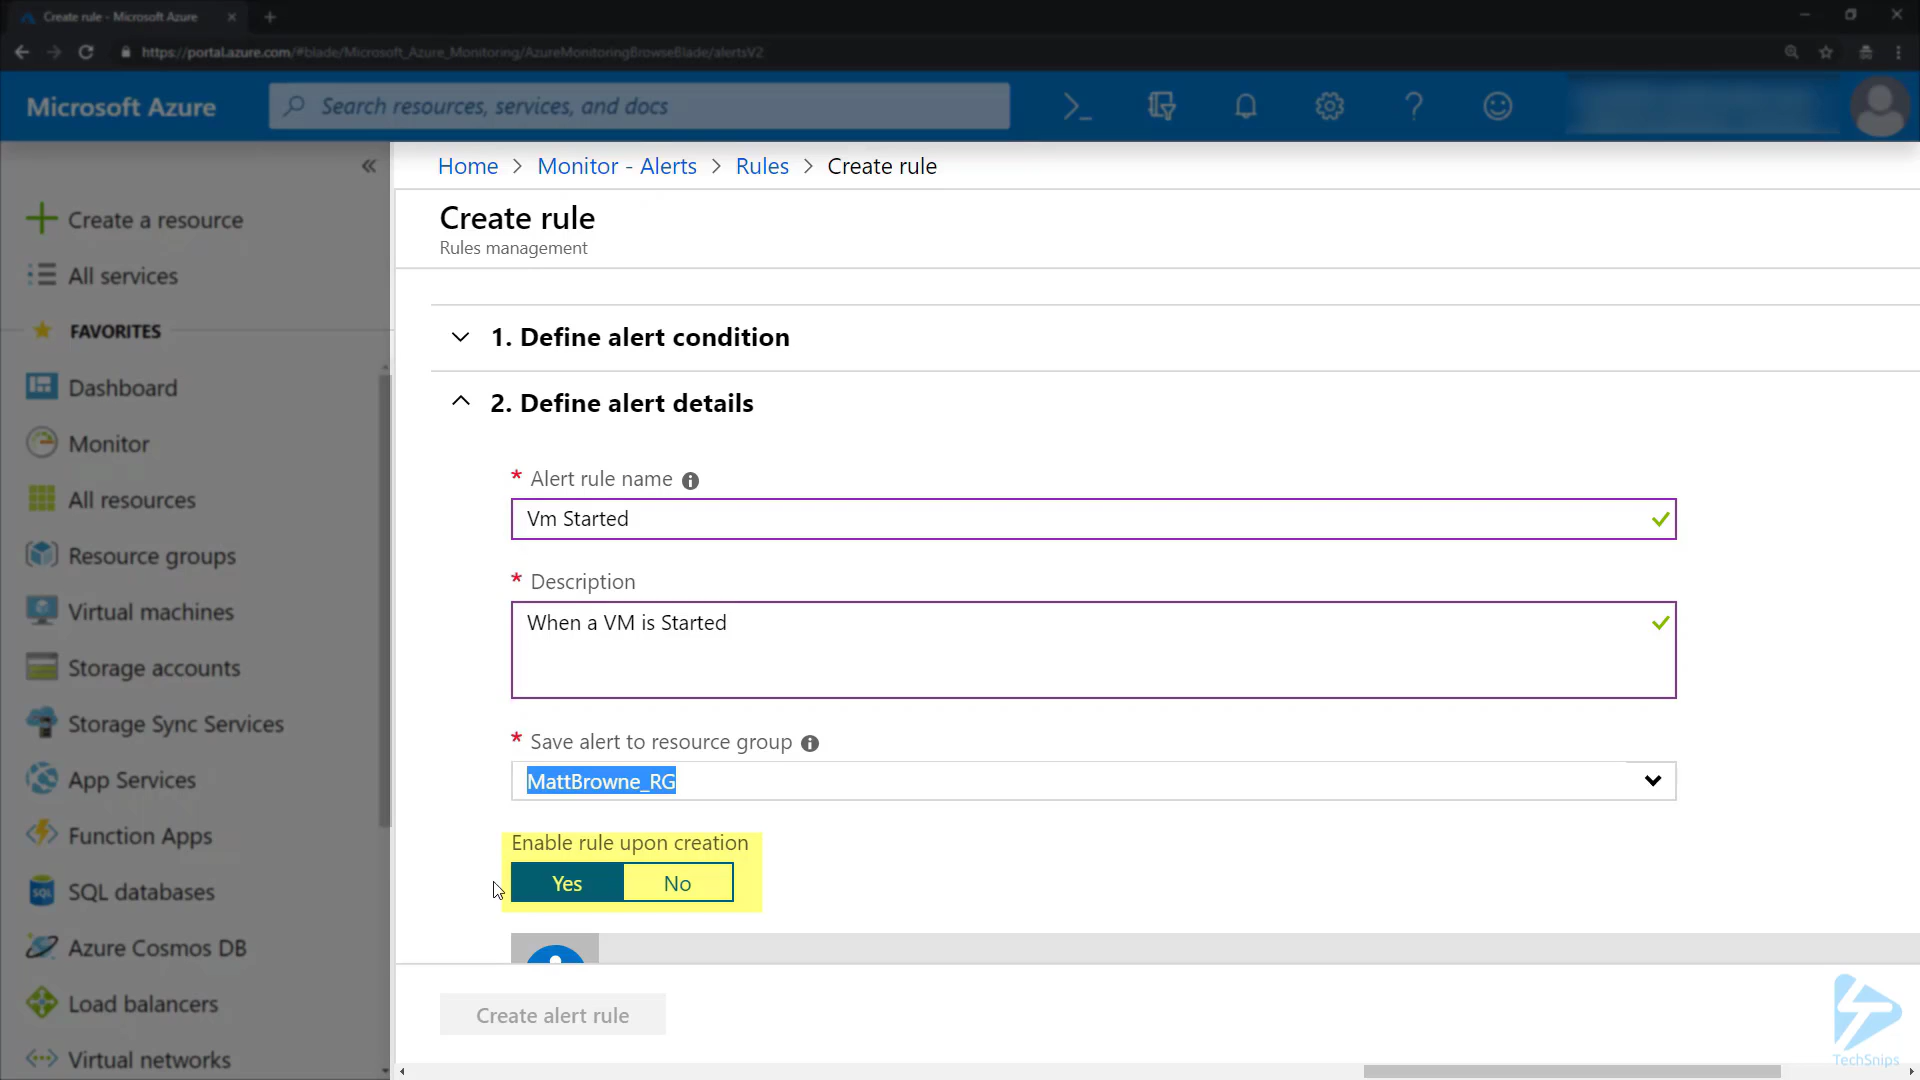 Create rule - Microsoft Azure
https://portal.azure.com/#blade/Microsoft_Azure_Monitoring/AzureMonitoringBrowseBlade/alertsV2
Microsoft Azure
Search resources, services, and docs
Home > Monitor - Alerts > Rules > Create rule
Create rule
Rules management
Create a resource
All services
FAVORITES
Dashboard
Monitor
All resources
Resource groups
Virtual machines
Storage accounts
Storage Sync Services
App Services
Function Apps
SQL
SQL databases
Azure Cosmos DB
Load balancers
Virtual networks
1. Define alert condition
2. Define alert details
* Alert rule name
Vm Started
* Description
When a VM is Started
* Save alert to resource group
MattBrowne_RG
Enable rule upon creation
Yes No
Create alert rule
TechSnips